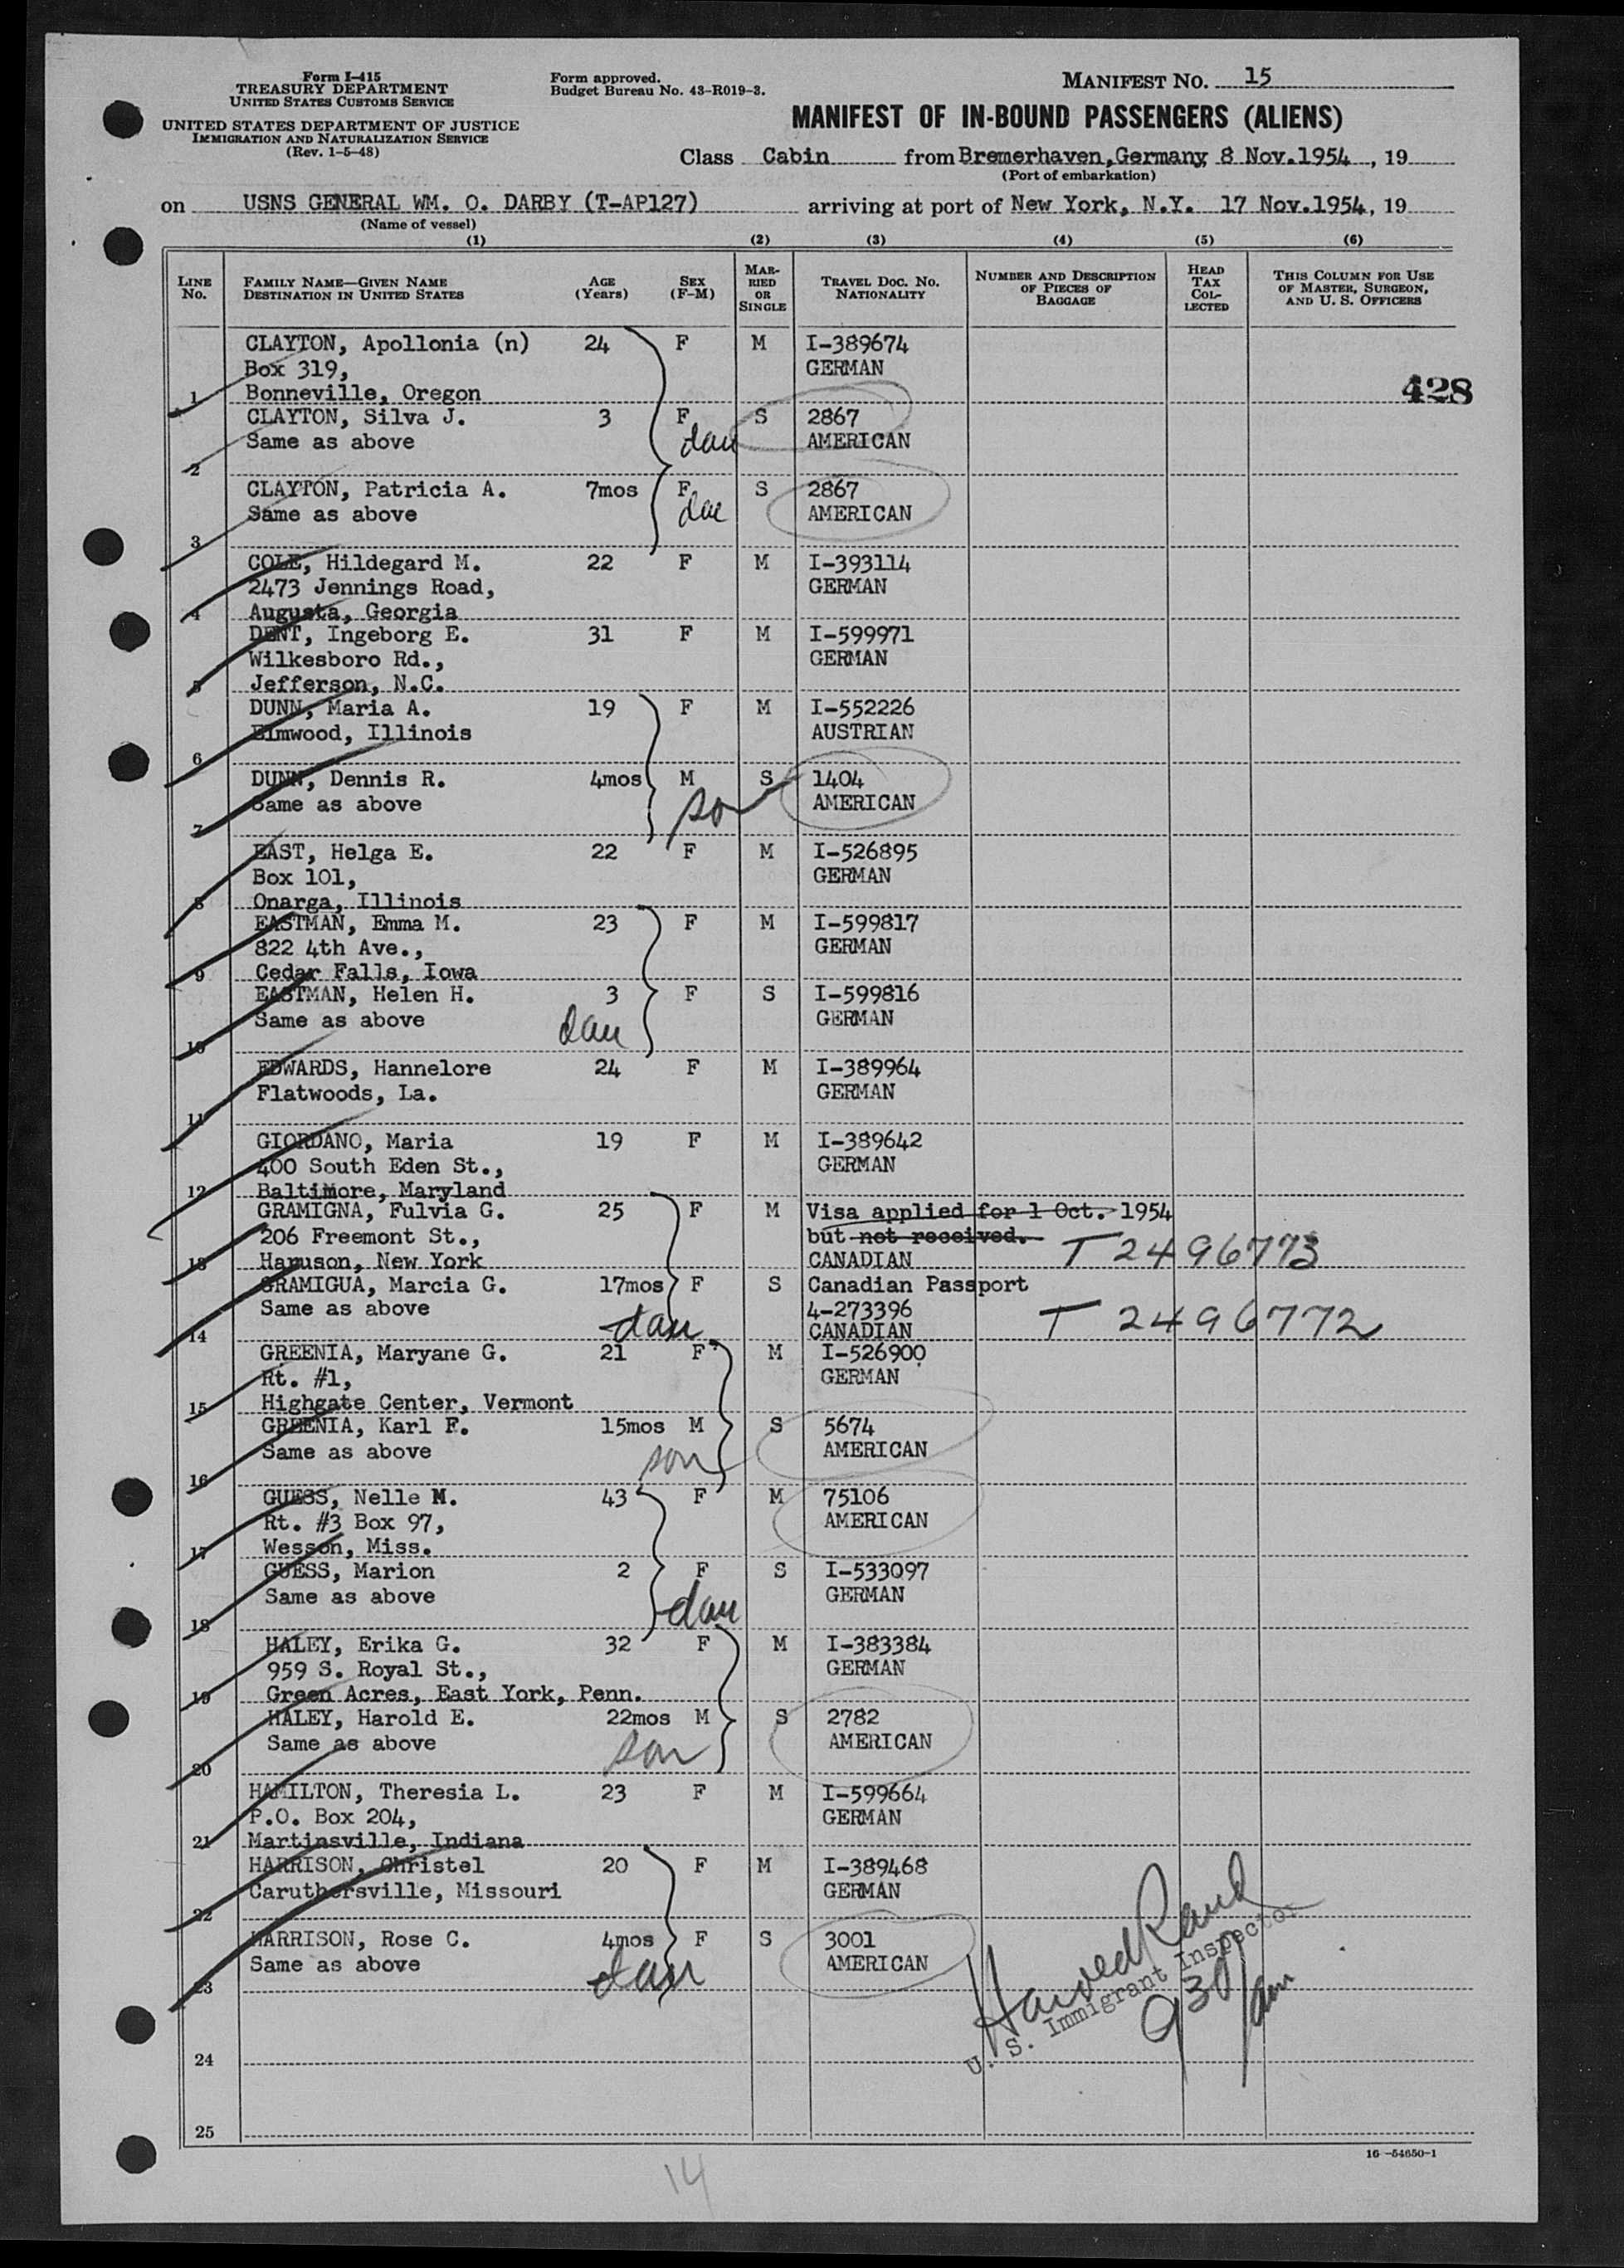 Form I-415
TREASURY DEPARTMENT
UNITED STATES CUSTOMS SERVICE
UNITED STATES DEPARTMENT OF JUSTICE
IMMIGRATION AND NATURALIZATION SERVICE
(Rev. 1-5-48)
Form approved.
Budget Bureau No. 43-R019-3.
MANIFEST NO. 15
MANIFEST OF IN-BOUND PASSENGERS (ALIENS)
Class Cabin from Bremerhaven, Germany, 8 Nov. 1954, 19
(Port of embarkation)
on USNS GENERAL WM. O. DARBY (T-AP127) arriving at port of New York, N.Y. 17 Nov. 1954, 19
(Name of vessel)
(1) (2) (3) (4) (5) (6)
LINE No. FAMILY NAME—GIVEN NAME DESTINATION IN UNITED STATES AGE (Years) SEX (F-M) MARRIED OR SINGLE TRAVEL DOC. NO. NATIONALITY NUMBER AND DESCRIPTION OF PIECES OF BAGGAGE HEAD TAX COLLECTED THIS COLUMN FOR USE OF MASTER, SURGEON, AND U. S. OFFICERS
CLAYTON, Apollonia (n) 24 F M I-389674
Box 319, GERMAN
1 Bonneville, Oregon 428
CLAYTON, Silva J. 3 F S 2867
Same as above dau AMERICAN
2
CLAYTON, Patricia A. 7mos F S 2867
Same as above dau AMERICAN
3
COLE, Hildegard M. 22 F M I-393114
2473 Jennings Road, GERMAN
4 Augusta, Georgia
DENT, Ingeborg E. 31 F M I-599971
Wilkesboro Rd., GERMAN
5 Jefferson, N.C.
DUNN, Maria A. 19 F M I-552226
Elmwood, Illinois AUSTRIAN
6
DUNN, Dennis R. 4mos M S 1404
Same as above son AMERICAN
7
EAST, Helga E. 22 F M I-526895
Box 101, GERMAN
8 Onarga, Illinois
EASTMAN, Emma M. 23 F M I-599817
822 4th Ave., GERMAN
9 Cedar Falls, Iowa
EASTMAN, Helen H. 3 F S I-599816
Same as above dau GERMAN
10
EDWARDS, Hannelore 24 F M I-389964
Flatwoods, La. GERMAN
11
GIORDANO, Maria 19 F M I-389642
400 South Eden St., GERMAN
12 Baltimore, Maryland
GRAMIGNA, Fulvia G. 25 F M Visa applied for 1 Oct. 1954
206 Freemont St., but not received.
13 Haruson, New York CANADIAN T 2496773
GRAMIGUA, Marcia G. 17mos F S Canadian Passport
Same as above 4-273396
14 dau CANADIAN T 2496772
GREENIA, Maryane G. 21 F M I-526900
Rt. #1, GERMAN
15 Highgate Center, Vermont
GREENIA, Karl F. 15mos M S 5674
Same as above son AMERICAN
16
GUESS, Nelle M. 43 F M 75106
Rt. #3 Box 97, AMERICAN
17 Wesson, Miss.
GUESS, Marion 2 F S I-533097
Same as above dau GERMAN
18
HALEY, Erika G. 32 F M I-383384
959 S. Royal St., GERMAN
19 Green Acres, East York, Penn.
HALEY, Harold E. 22mos M S 2782
Same as above son AMERICAN
20
HAMILTON, Theresia L. 23 F M I-599664
P.O. Box 204, GERMAN
21 Martinsville, Indiana
HARRISON, Christel 20 F M I-389468
Caruthersville, Missouri GERMAN
22
HARRISON, Rose C. 4mos F S 3001
Same as above dau AMERICAN
23
U. S. Immigrant Inspector
930 am
24
25
16-54650-1
14